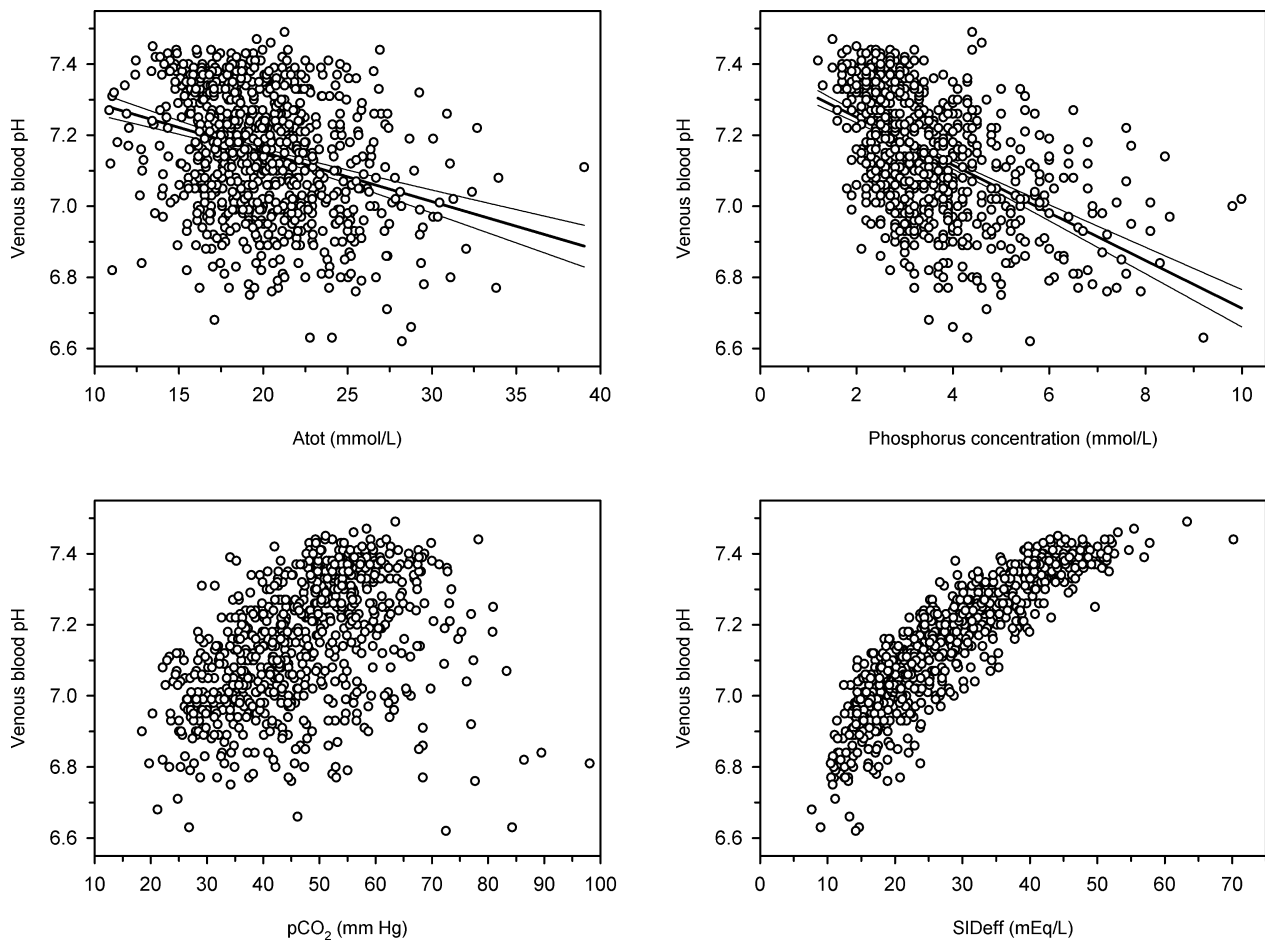 Venous blood pH
7.4
7.2
7.0
6.8
6.6
10 15 20 25 30 35 40
Atot (mmol/L)
Venous blood pH
7.4
7.2
7.0
6.8
6.6
0 2 4 6 8 10
Phosphorus concentration (mmol/L)
Venous blood pH
7.4
7.2
7.0
6.8
6.6
10 20 30 40 50 60 70 80 90 100
pCO₂ (mm Hg)
Venous blood pH
7.4
7.2
7.0
6.8
6.6
0 10 20 30 40 50 60 70
SIDeff (mEq/L)